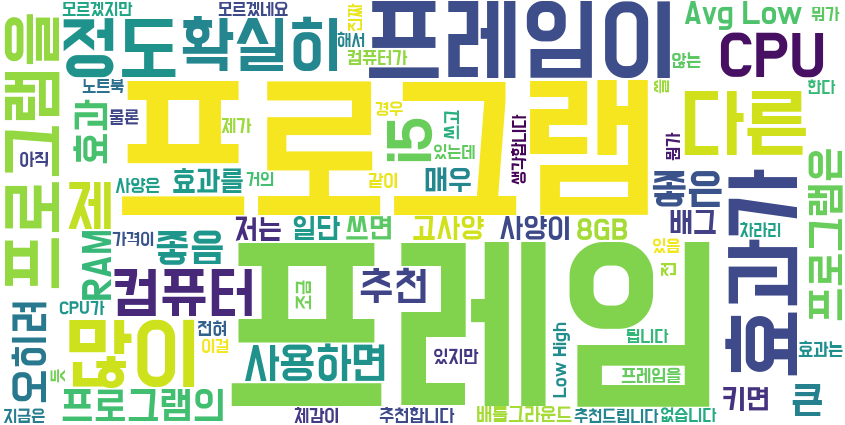 모르겠지만
모르겠네요
진짜
Avg Low
뭔가
프로그램을
정도
확실히
해서
컴퓨터가
프레임이
않는
CPU
노트북
프로그램
쓸
한다
효과
물론
제가
경우
i5
쓰고
있는데
생각합니다
뭔가
다른
아직
사양은
효과를
거의
같이
매우
좋은
효과가
프로그램은
제
저는
일단
쓰면
고사양
사양이
8GB
배그
차라리
RAM
가격이
좋음
프레임
있음
전
컴퓨터
조금
추천
오히려
CPU가
많이
전혀
이걸
사용하면
있지만
Low High
됩니다
효과는
듯
프레임을
지금은
프로그램의
체감이
추천합니다
배틀그라운드
추천드립니다
없습니다
키면
큰